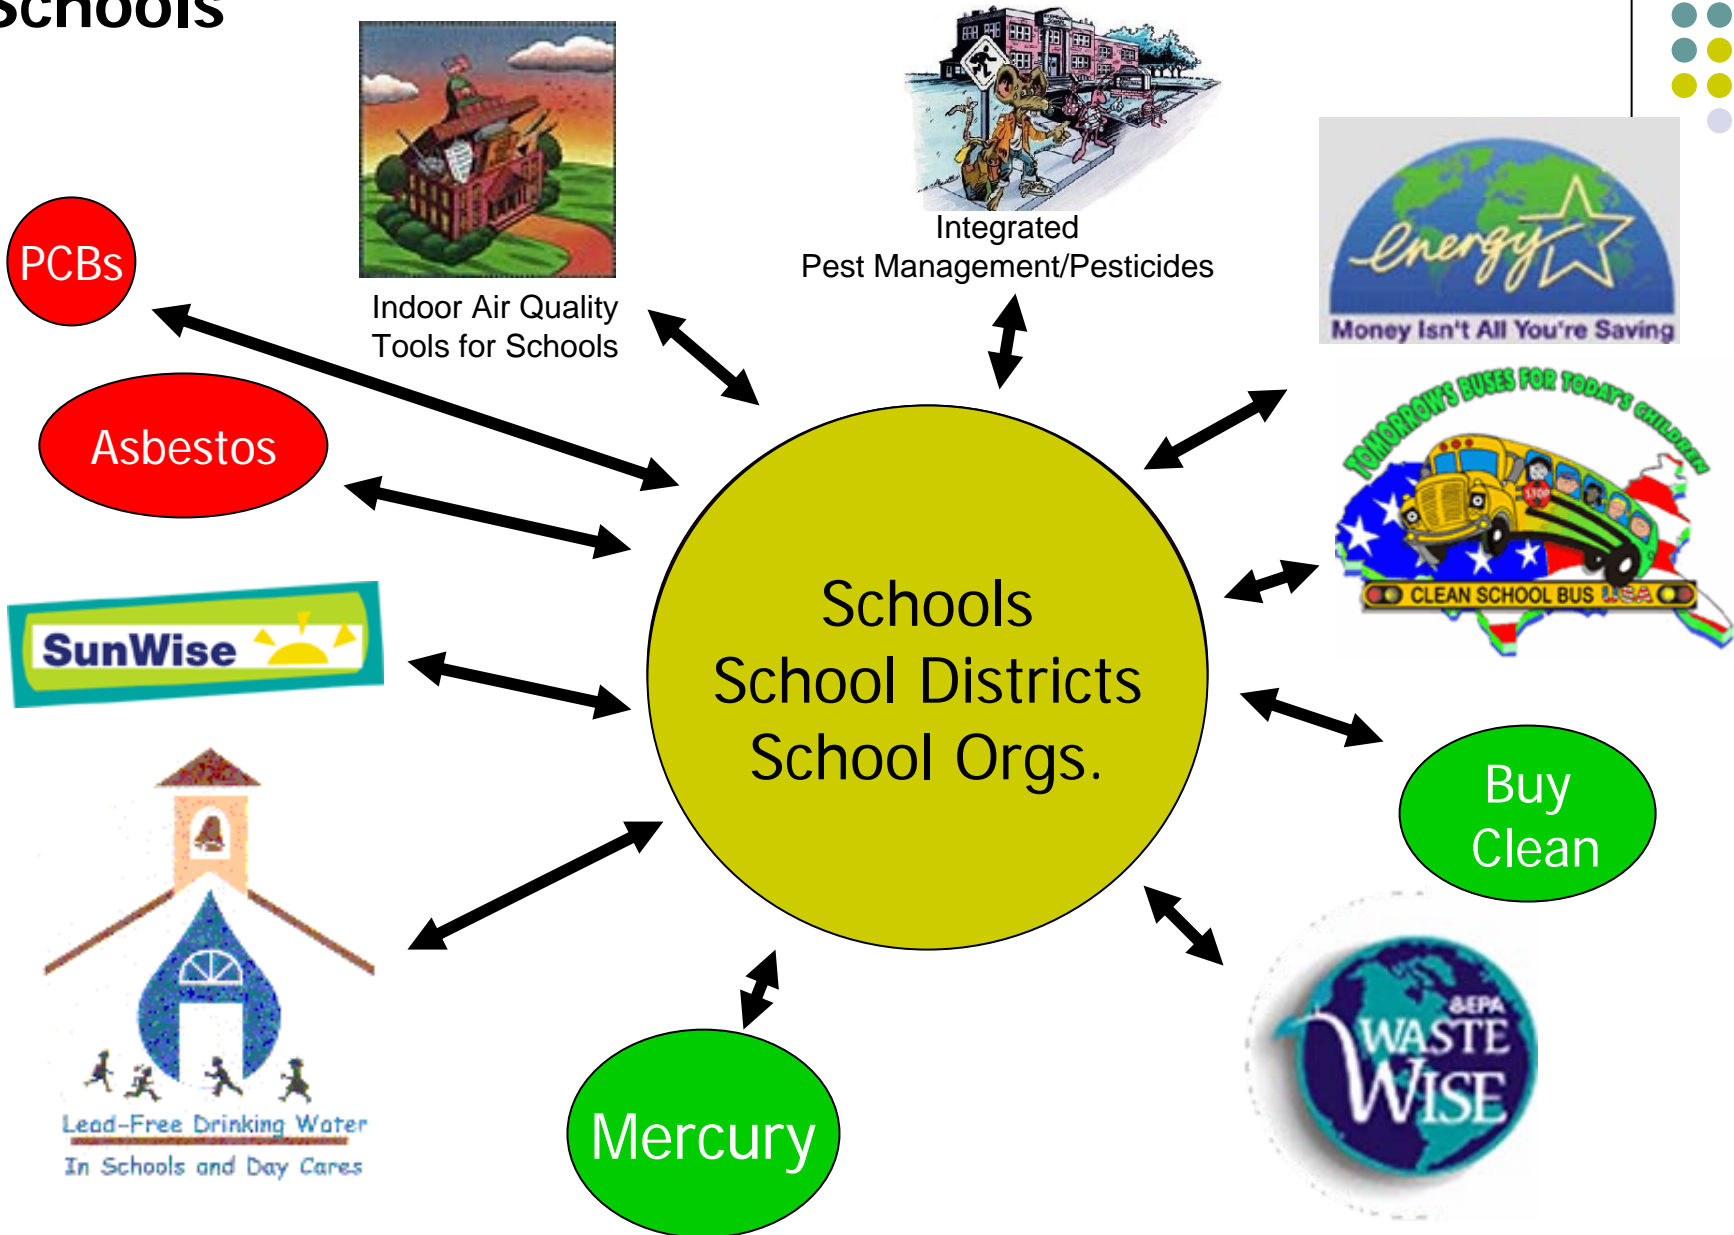 Schools
Indoor Air Quality
Tools for Schools
Integrated
Pest Management/Pesticides
energy
Money Isn't All You're Saving
PCBs
Asbestos
TOMORROW'S BUSES FOR TODAY'S CHILDREN
STOP
CLEAN SCHOOL BUS USA
SunWise
Schools
School Districts
School Orgs.
Buy
Clean
Lead-Free Drinking Water
In Schools and Day Cares
Mercury
EPA
WASTE
WISE